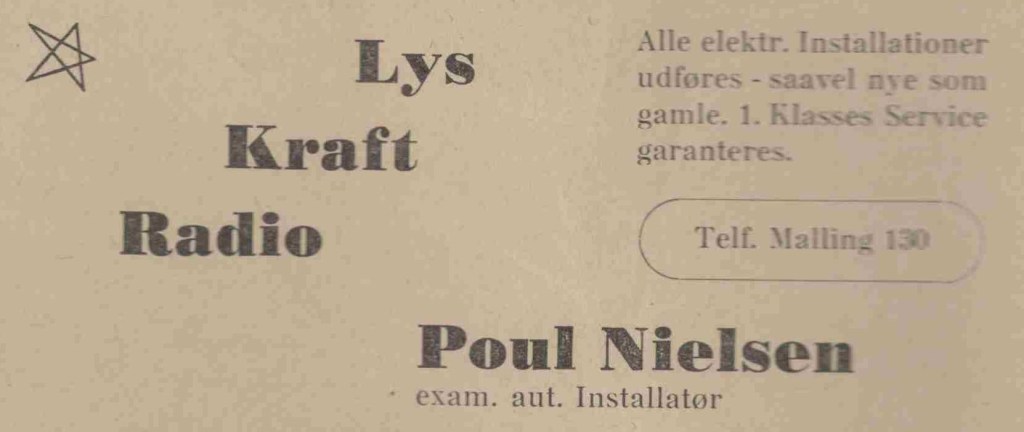 Lys
Kraft
Radio
Alle elektr. Installationer
udføres - saavel nye som
gamle. 1. Klasses Service
garanteres.
Telf. Malling 130
Poul Nielsen
exam. aut. Installatør